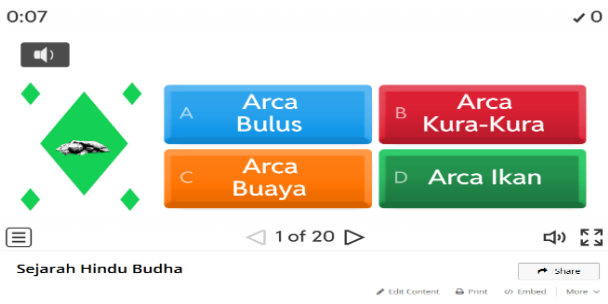 0:07
✓ 0
A Arca Bulus
B Arca Kura-Kura
C Arca Buaya
D Arca Ikan
1 of 20
Sejarah Hindu Budha
Share
Edit Content Print Embed More